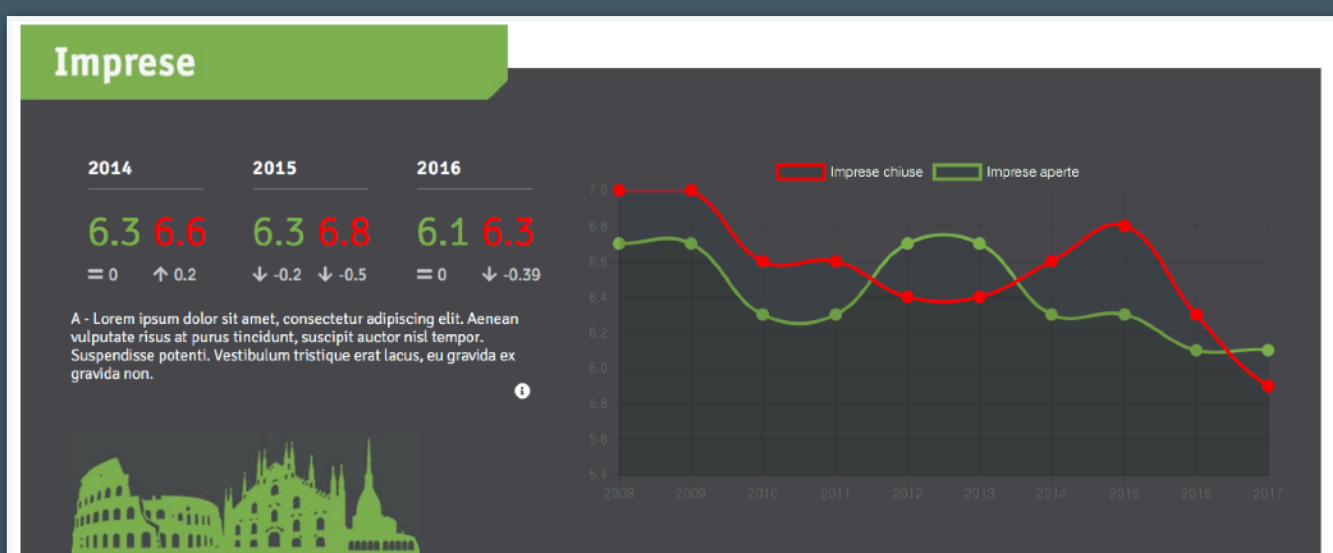 Imprese
2014 2015 2016
6.3 6.6 6.3 6.8 6.1 6.3
= 0 ↑ 0.2 ↓ -0.2 ↓ -0.5 = 0 ↓ -0.39
A - Lorem ipsum dolor sit amet, consectetur adipiscing elit. Aenean
vulputate risus at purus tincidunt, suscipit auctor nisl tempor.
Suspendisse potenti. Vestibulum tristique erat lacus, eu gravida ex
gravida non.
Imprese chiuse Imprese aperte
7.0
6.8
6.6
6.4
6.2
6.0
5.8
5.6
5.4
2008 2009 2010 2011 2012 2013 2014 2015 2016 2017